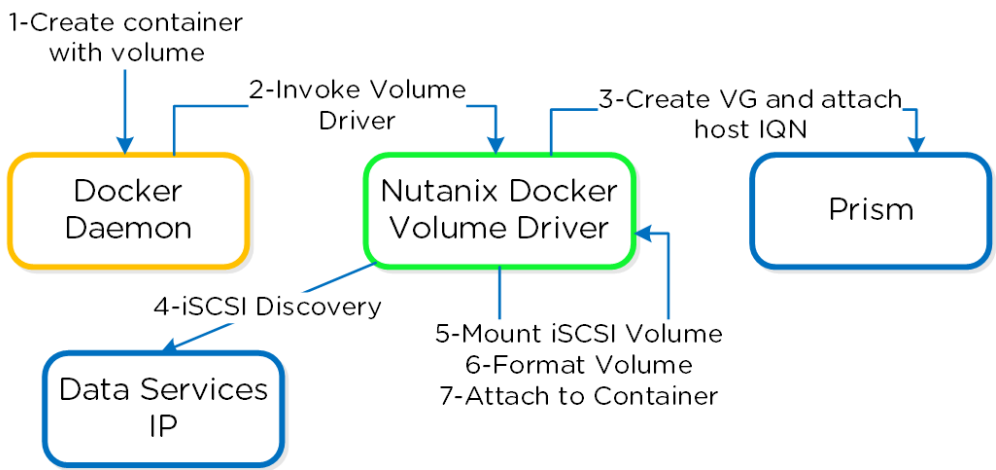 1-Create container
with volume
2-Invoke Volume
Driver
3-Create VG and attach
host IQN
Docker
Daemon
Nutanix Docker
Volume Driver
Prism
4-iSCSI Discovery
5-Mount iSCSI Volume
6-Format Volume
7-Attach to Container
Data Services
IP